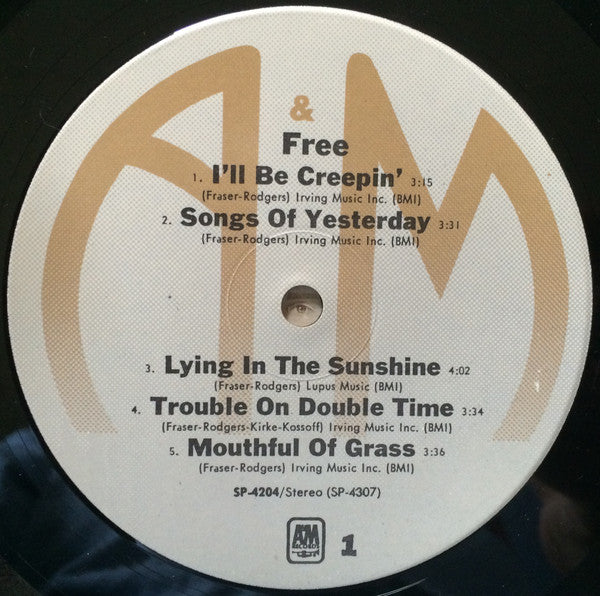 A & M
Free
1. I'll Be Creepin' 3:15
(Fraser-Rodgers) Irving Music Inc. (BMI)
2. Songs Of Yesterday 3:31
(Fraser-Rodgers) Irving Music Inc. (BMI)
3. Lying In The Sunshine 4:02
(Fraser-Rodgers) Lupus Music (BMI)
4. Trouble On Double Time 3:34
(Fraser-Rodgers-Kirke-Kossoff) Irving Music Inc. (BMI)
5. Mouthful Of Grass 3:36
(Fraser-Rodgers) Irving Music Inc. (BMI)
SP-4204/Stereo (SP-4307)
A&M
RECORDS
1